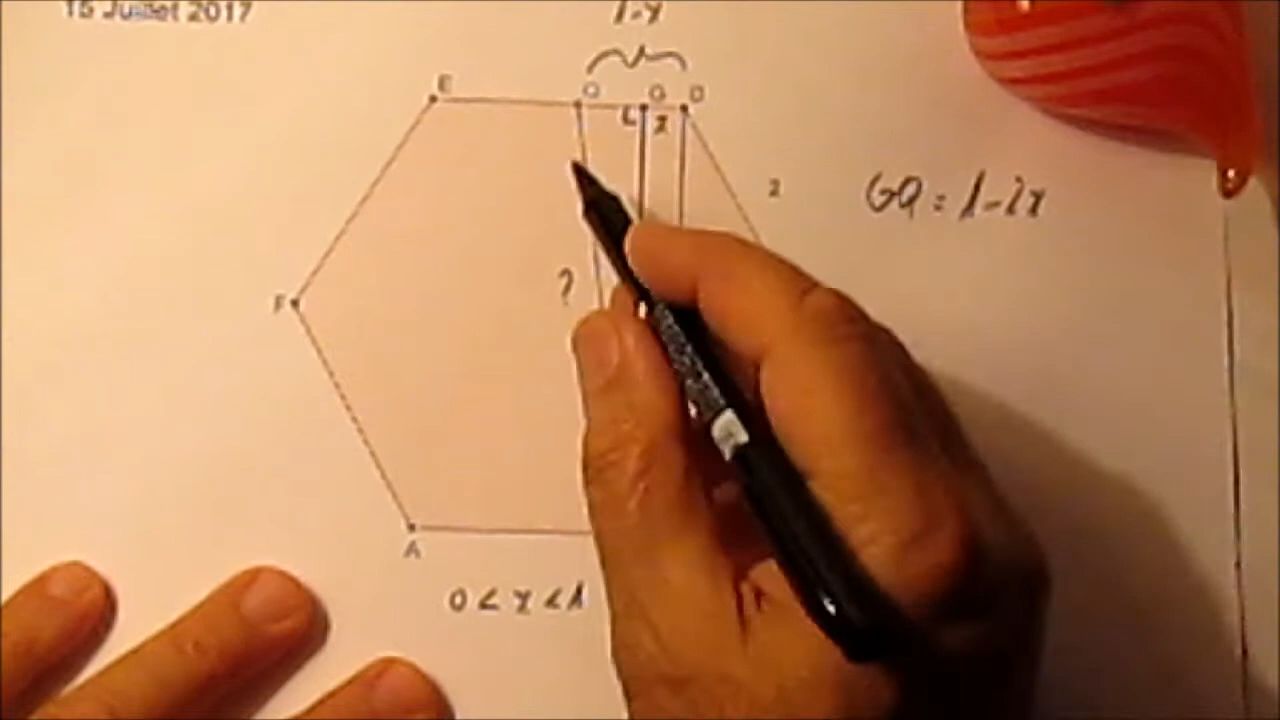 15 Juillet 2017
1-x
E Q G D
L x
2
GQ = 1-2x
?
F
A
0 < x < 1